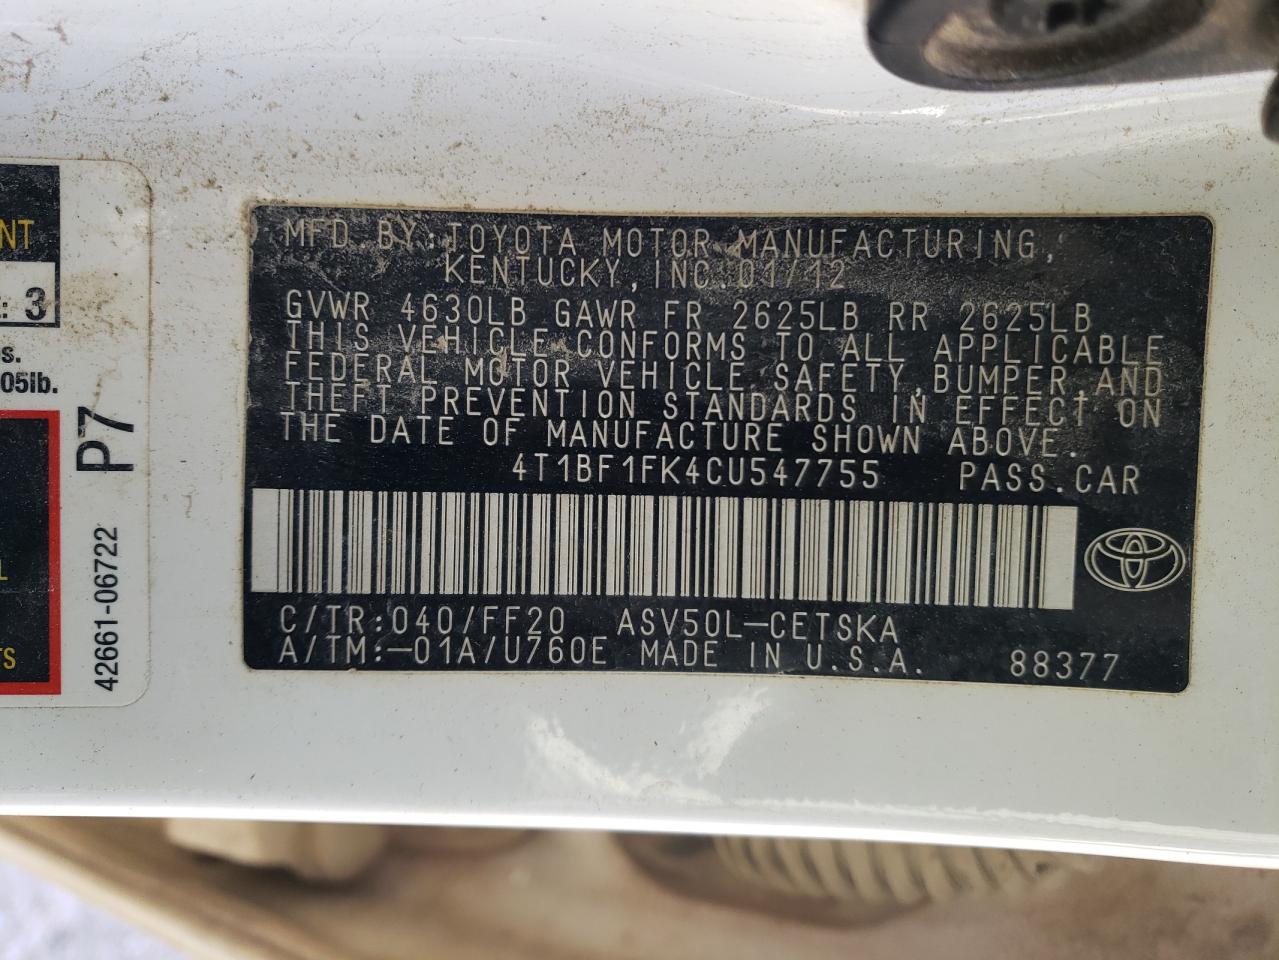 NT
: 3
s.
05lb.
L
TS
P7
42661-06722
MFD BY:TOYOTA MOTOR MANUFACTURING,
KENTUCKY,INC.01/12
GVWR 4630LB GAWR FR 2625LB RR 2625LB
THIS VEHICLE CONFORMS TO ALL APPLICABLE
FEDERAL MOTOR VEHICLE SAFETY,BUMPER,AND
THEFT PREVENTION STANDARDS IN EFFECT ON
THE DATE OF MANUFACTURE SHOWN ABOVE.
4T1BF1FK4CU547755 PASS.CAR
C/TR:040/FF20 ASV50L-CETSKA
A/TM:-01A/U760E MADE IN U.S.A. 88377